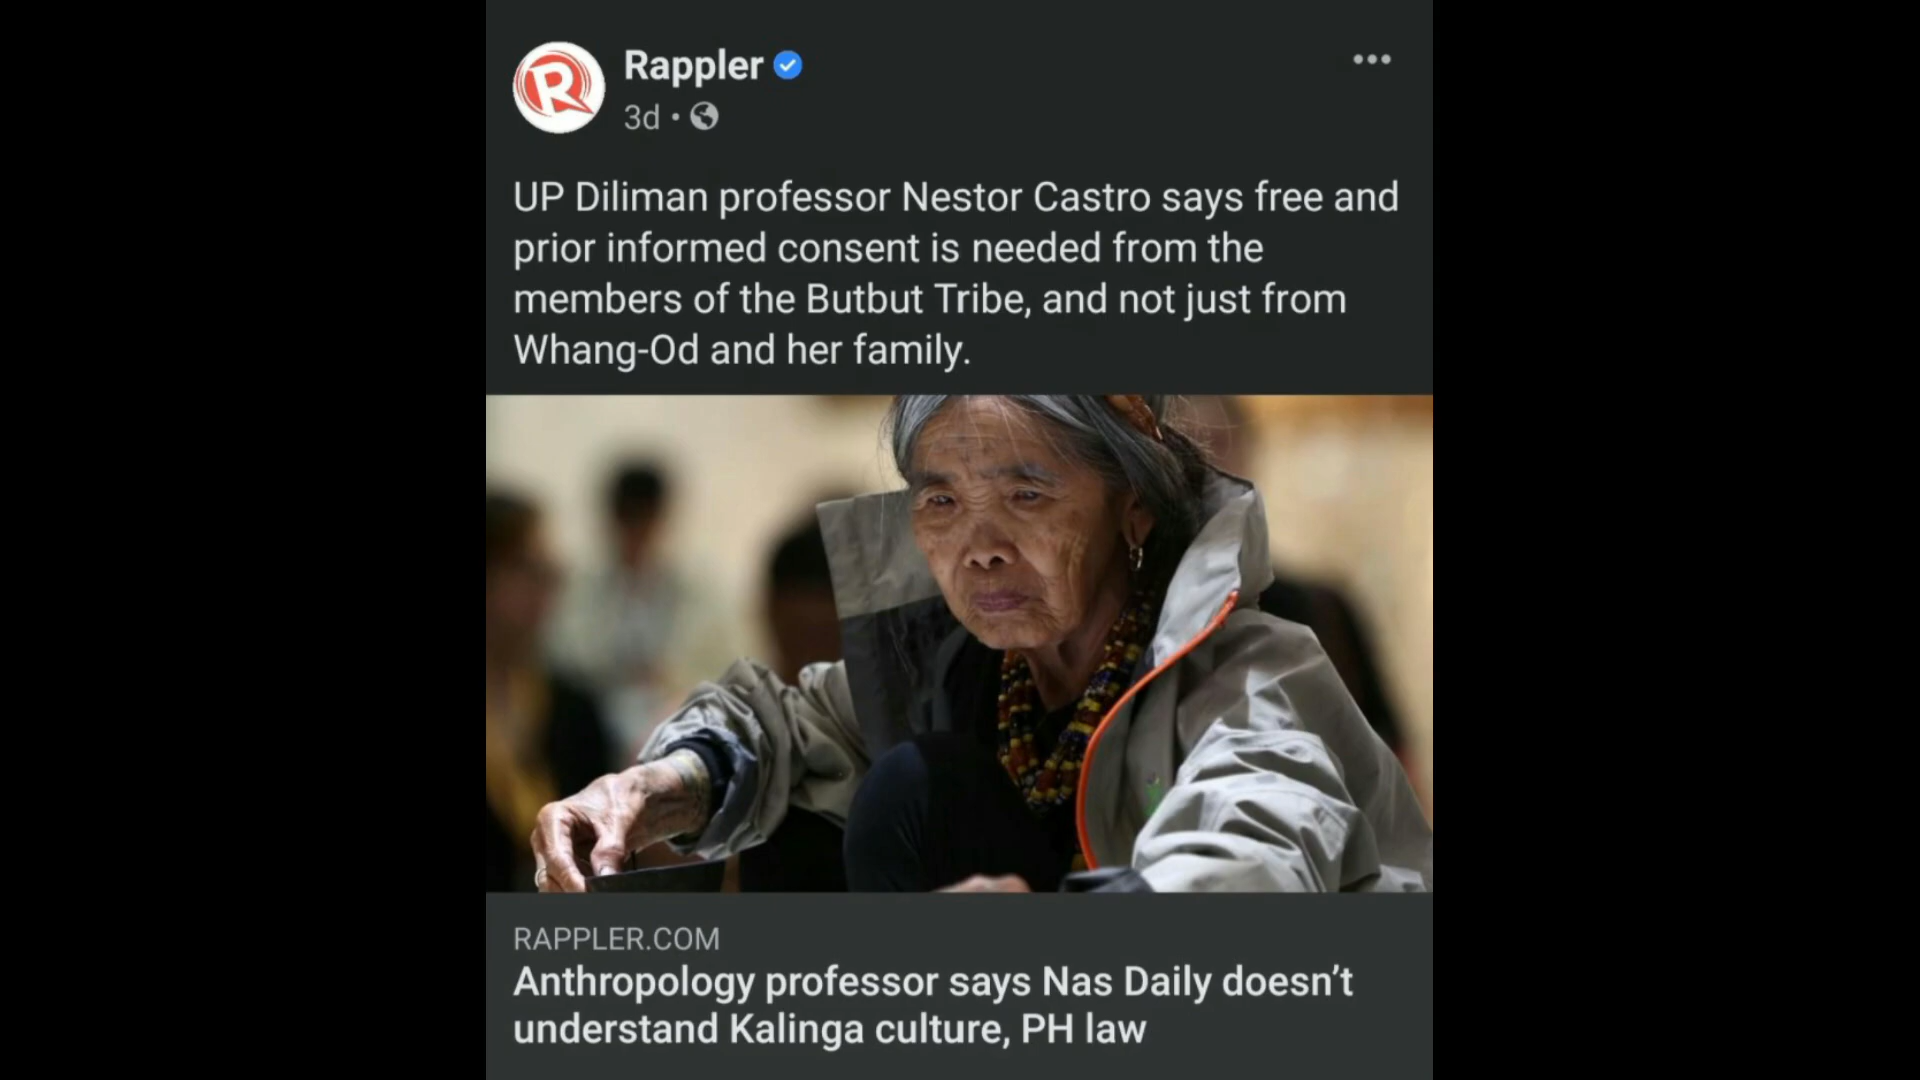 Rappler
3d •
UP Diliman professor Nestor Castro says free and
prior informed consent is needed from the
members of the Butbut Tribe, and not just from
Whang-Od and her family.
RAPPLER.COM
Anthropology professor says Nas Daily doesn’t
understand Kalinga culture, PH law